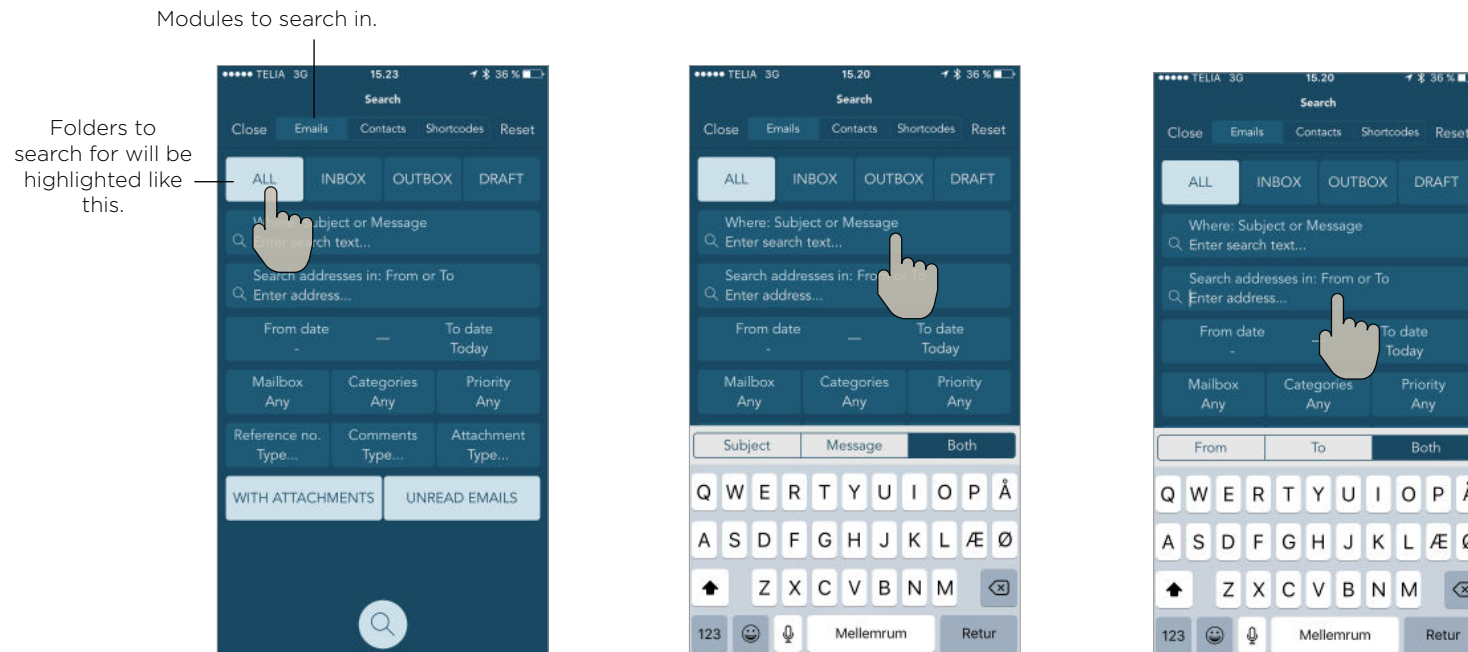 Modules to search in.
Folders to
search for will be
highlighted like
this.
TELIA 3G 15.23 36 %
Search
Close Emails Contacts Shortcodes Reset
ALL INBOX OUTBOX DRAFT
Subject or Message
search text...
Search addresses in: From or To
Enter address...
From date — To date
- Today
Mailbox Categories Priority
Any Any Any
Reference no. Comments Attachment
Type... Type... Type...
WITH ATTACHMENTS UNREAD EMAILS
TELIA 3G 15.20 36 %
Search
Close Emails Contacts Shortcodes Reset
ALL INBOX OUTBOX DRAFT
Where: Subject or Message
Enter search text...
Search addresses in: From or To
Enter address...
From date — To date
- Today
Mailbox Categories Priority
Any Any Any
Subject Message Both
Q W E R T Y U I O P Å
A S D F G H J K L Æ Ø
Z X C V B N M
123 Mellemrum Retur
TELIA 3G 15.20 36 %
Search
Close Emails Contacts Shortcodes Reset
ALL INBOX OUTBOX DRAFT
Where: Subject or Message
Enter search text...
Search addresses in: From or To
Enter address...
From date — To date
- Today
Mailbox Categories Priority
Any Any Any
From To Both
Q W E R T Y U I O P Å
A S D F G H J K L Æ Ø
Z X C V B N M
123 Mellemrum Retur